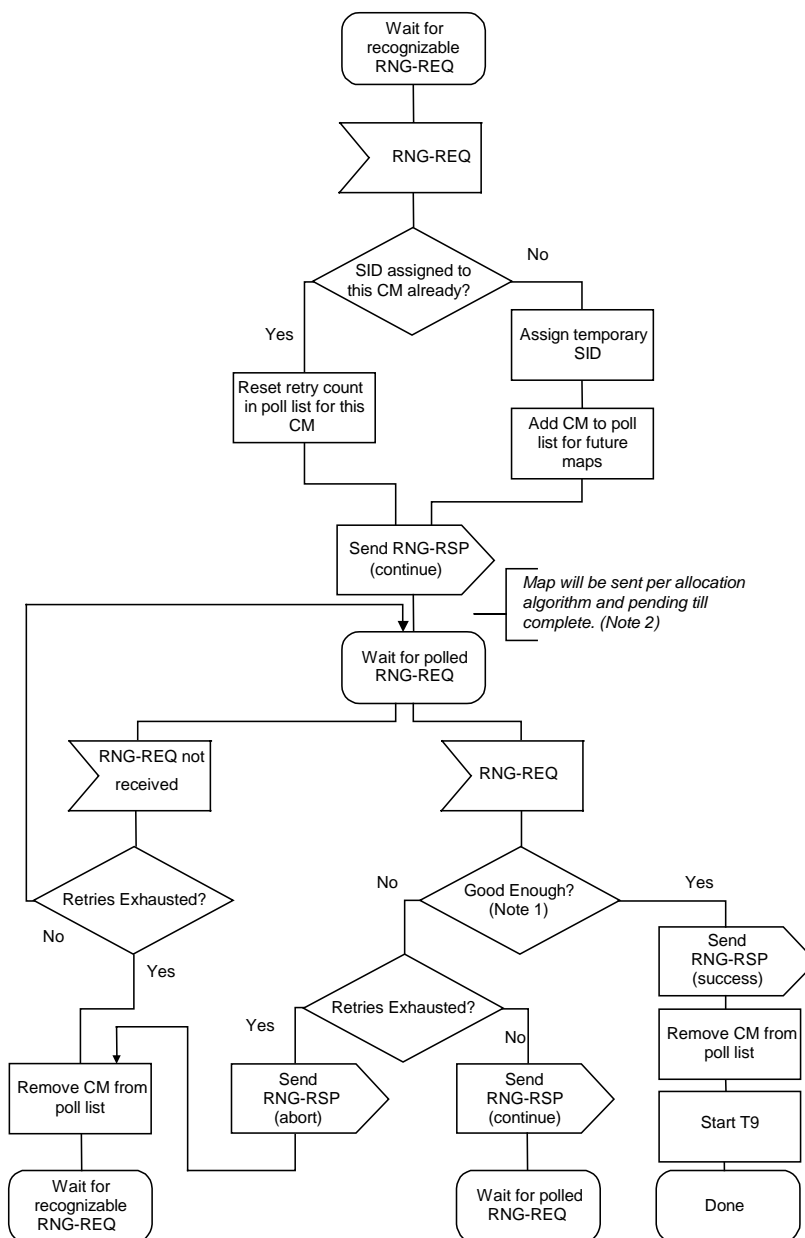 Wait for
recognizable
RNG-REQ
RNG-REQ
SID assigned to
this CM already?
No
Yes
Assign temporary
SID
Reset retry count
in poll list for this
CM
Add CM to poll
list for future
maps
Send RNG-RSP
(continue)
Map will be sent per allocation
algorithm and pending till
complete. (Note 2)
Wait for polled
RNG-REQ
RNG-REQ not
received
RNG-REQ
Retries Exhausted?
No
Yes
No
Good Enough?
(Note 1)
Yes
Send
RNG-RSP
(success)
Retries Exhausted?
Yes
No
Remove CM from
poll list
Remove CM from
poll list
Send
RNG-RSP
(abort)
Send
RNG-RSP
(continue)
Start T9
Wait for
recognizable
RNG-REQ
Wait for polled
RNG-REQ
Done